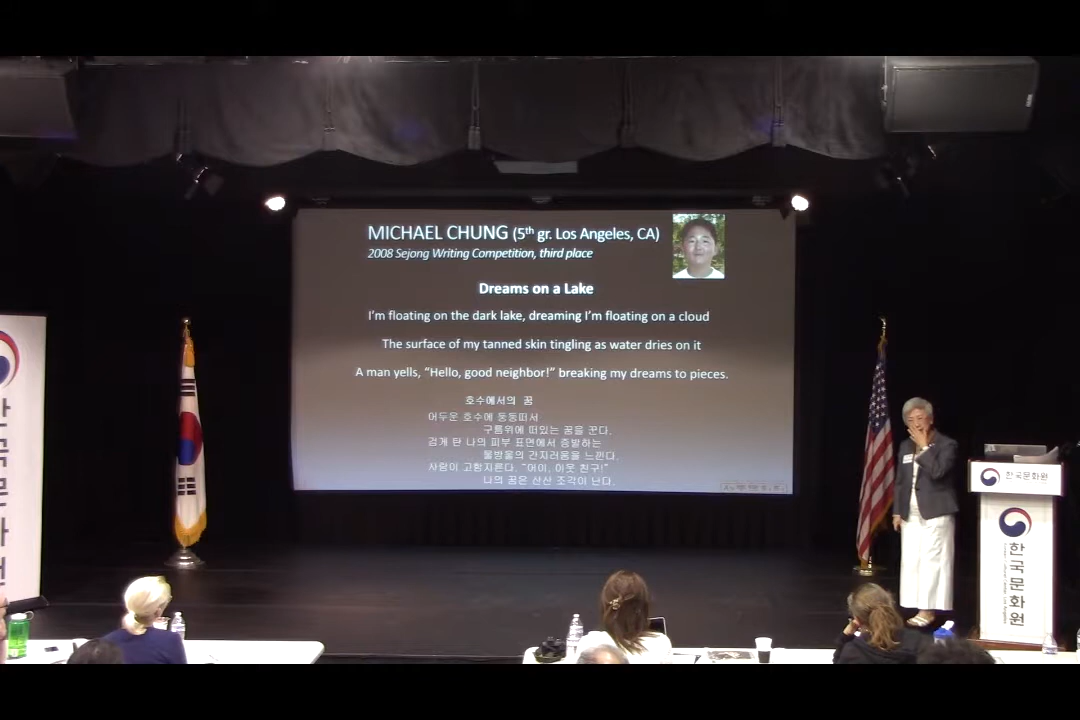 MICHAEL CHUNG (5th gr. Los Angeles, CA)
2008 Sejong Writing Competition, third place
Dreams on a Lake
I'm floating on the dark lake, dreaming I'm floating on a cloud
The surface of my tanned skin tingling as water dries on it
A man yells, "Hello, good neighbor!" breaking my dreams to pieces.
호수에서의 꿈
어두운 호수에 둥둥떠서
구름위에 떠있는 꿈을 꾼다.
검게 탄 나의 피부 표면에서 증발하는
물방울의 간지러움을 느낀다.
사람이 고함지른다. "어이, 이웃 친구!"
나의 꿈은 산산 조각이 난다.
한국문화원
한국문화원
한국문화